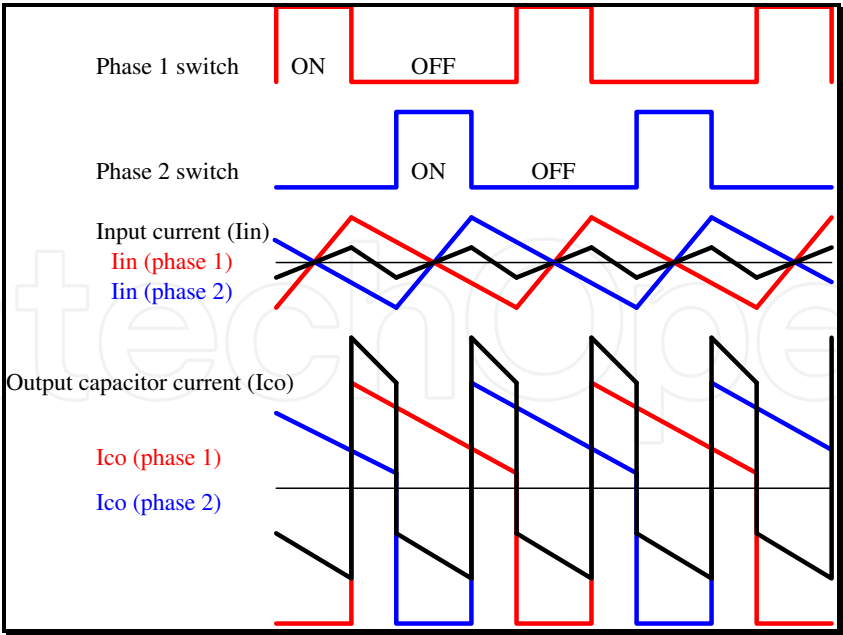 Phase 1 switch ON OFF
Phase 2 switch ON OFF
Input current (Iin)
Iin (phase 1)
Iin (phase 2)
Output capacitor current (Ico)
Ico (phase 1)
Ico (phase 2)
techOpe